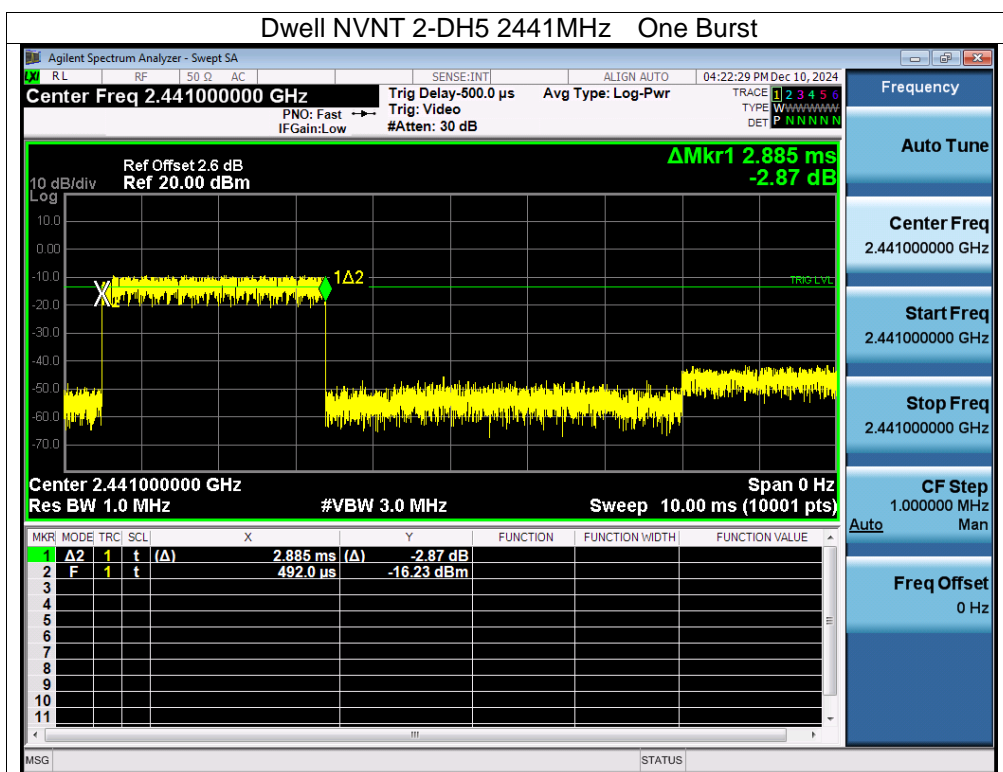 Dwell NVNT 2-DH5 2441MHz One Burst
Agilent Spectrum Analyzer - Swept SA
LXI RL RF 50 Ω AC SENSE:INT ALIGN AUTO 04:22:29 PM Dec 10, 2024
Center Freq 2.441000000 GHz Trig Delay-500.0 µs Avg Type: Log-Pwr TRACE 1 2 3 4 5 6
PNO: Fast Trig: Video TYPE WWWWWW
IFGain:Low #Atten: 30 dB DET P N N N N N
Frequency
Auto Tune
Center Freq
2.441000000 GHz
Start Freq
2.441000000 GHz
Stop Freq
2.441000000 GHz
CF Step
1.000000 MHz
Auto Man
Freq Offset
0 Hz
ΔMkr1 2.885 ms
-2.87 dB
Ref Offset 2.6 dB
10 dB/div Ref 20.00 dBm
Log
10.0
0.00
-10.0
-20.0
-30.0
-40.0
-50.0
-60.0
-70.0
1Δ2
TRIG LVL
Center 2.441000000 GHz Span 0 Hz
Res BW 1.0 MHz #VBW 3.0 MHz Sweep 10.00 ms (10001 pts)
MKR MODE TRC SCL X Y FUNCTION FUNCTION WIDTH FUNCTION VALUE
1 Δ2 1 t (Δ) 2.885 ms (Δ) -2.87 dB
2 F 1 t 492.0 µs -16.23 dBm
3
4
5
6
7
8
9
10
11
MSG STATUS